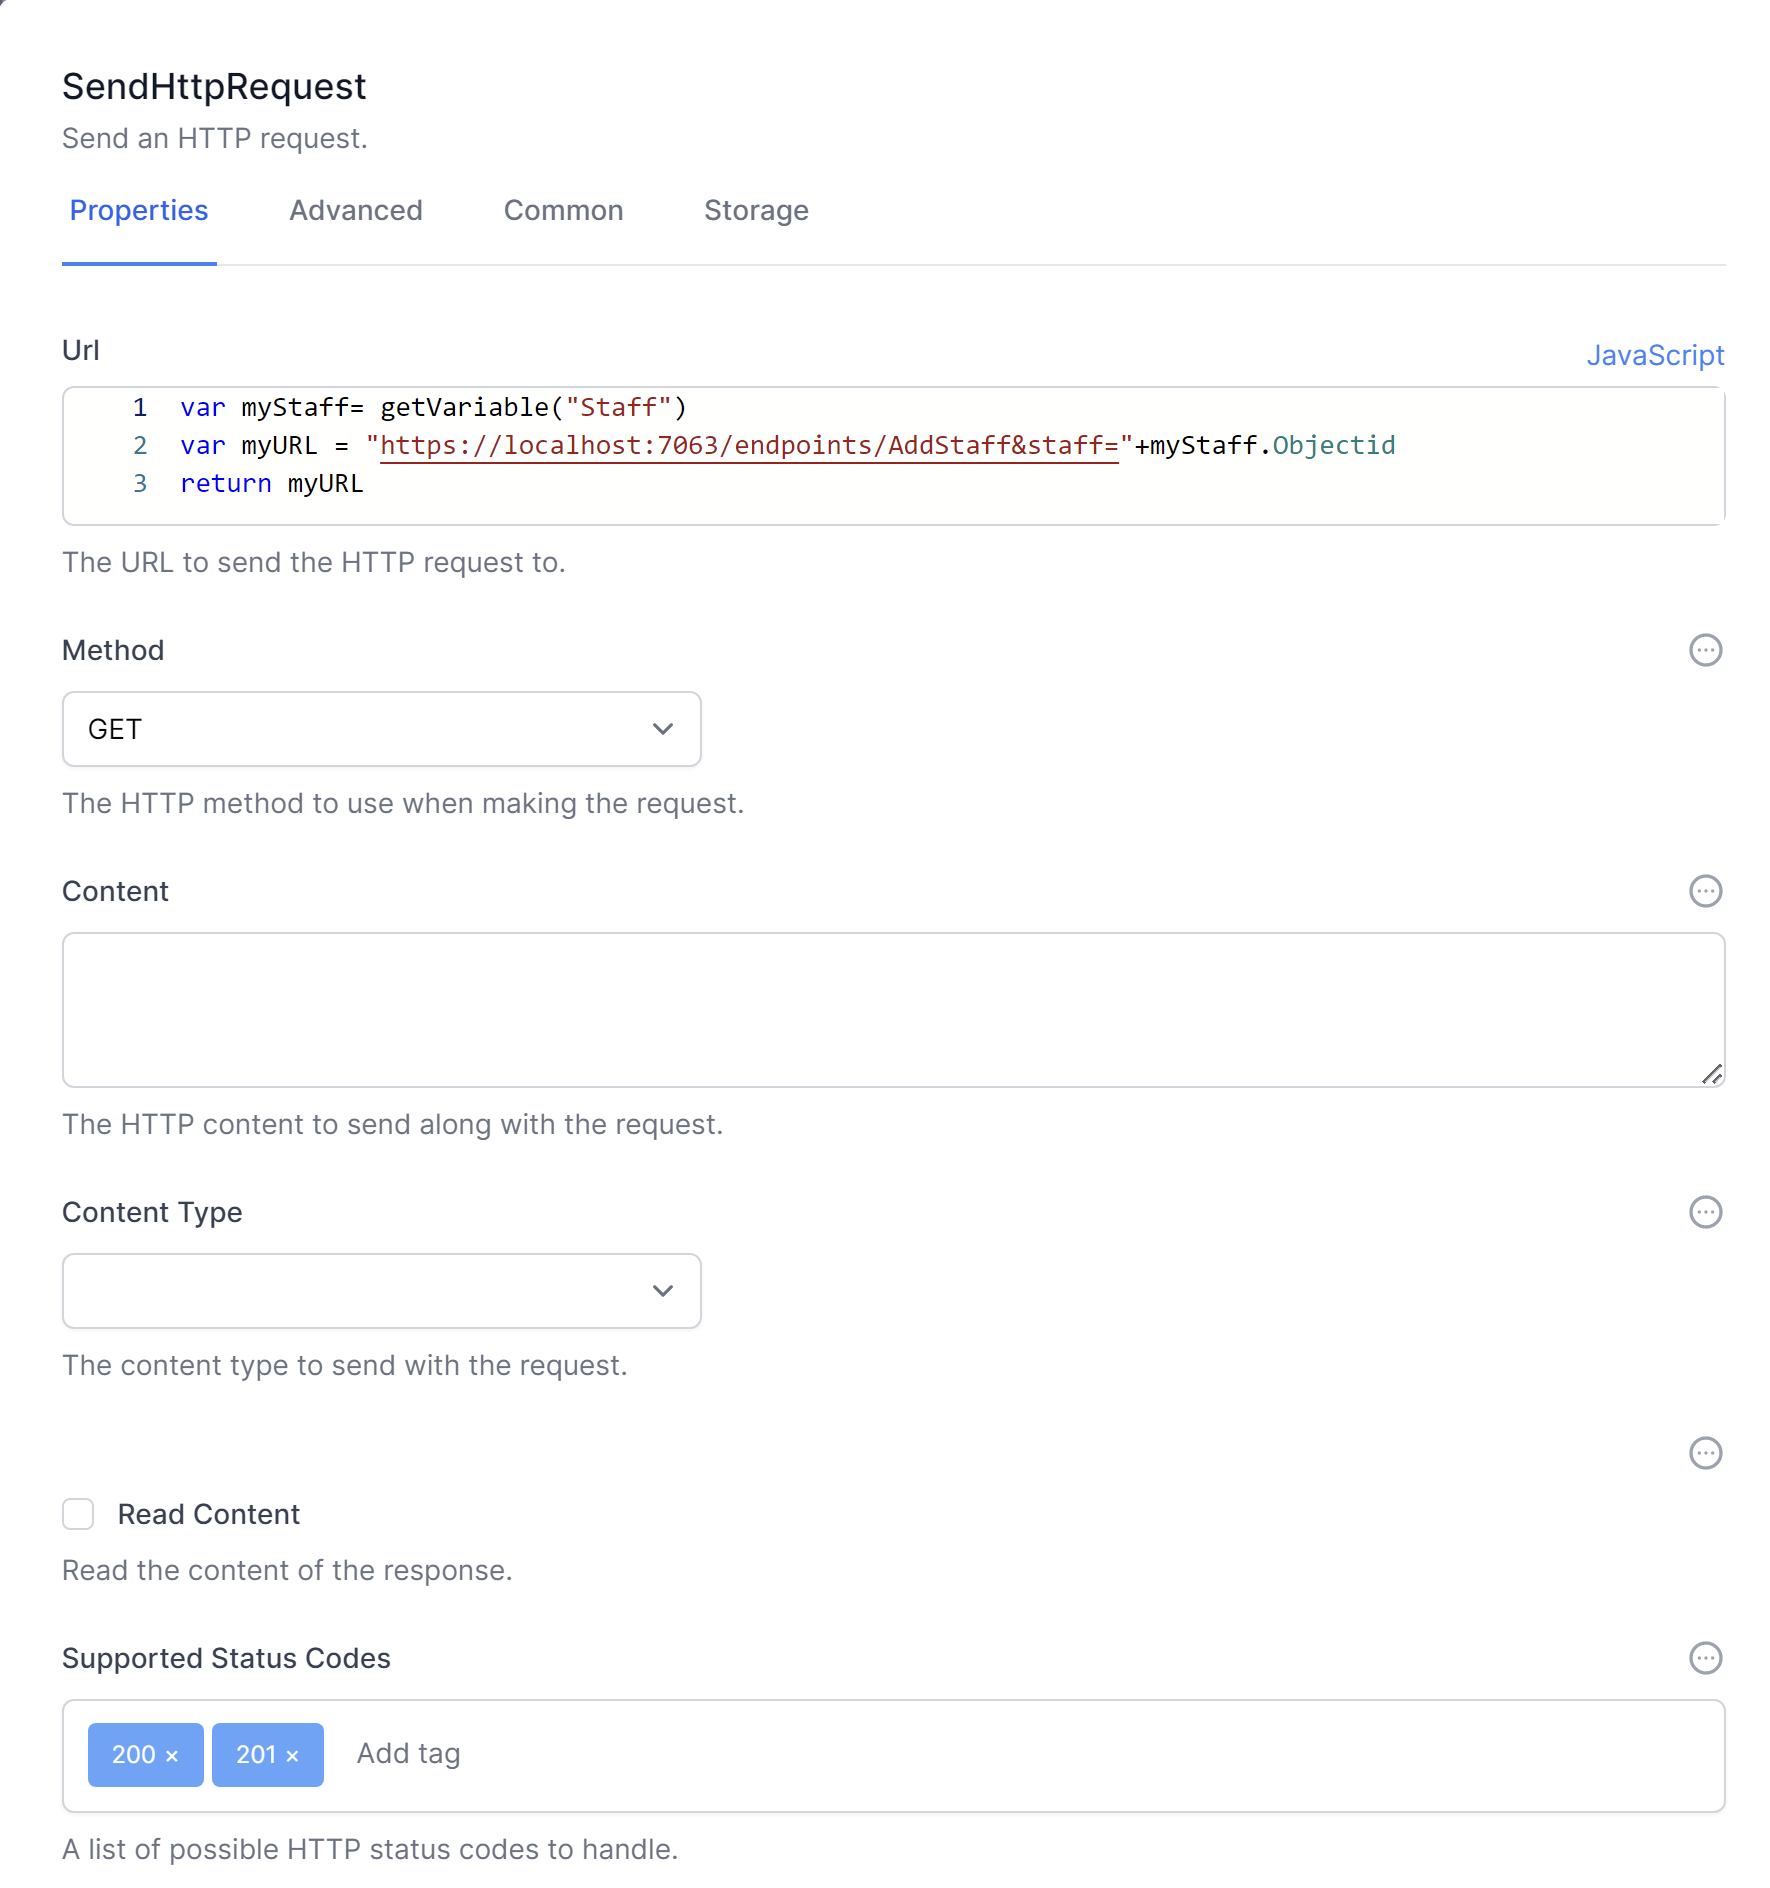 SendHttpRequest
Send an HTTP request.
Properties Advanced Common Storage
Url JavaScript
1 var myStaff= getVariable("Staff")
2 var myURL = "https://localhost:7063/endpoints/AddStaff&staff="+myStaff.Objectid
3 return myURL
The URL to send the HTTP request to.
Method
GET
The HTTP method to use when making the request.
Content
The HTTP content to send along with the request.
Content Type
The content type to send with the request.
Read Content
Read the content of the response.
Supported Status Codes
200 × 201 × Add tag
A list of possible HTTP status codes to handle.